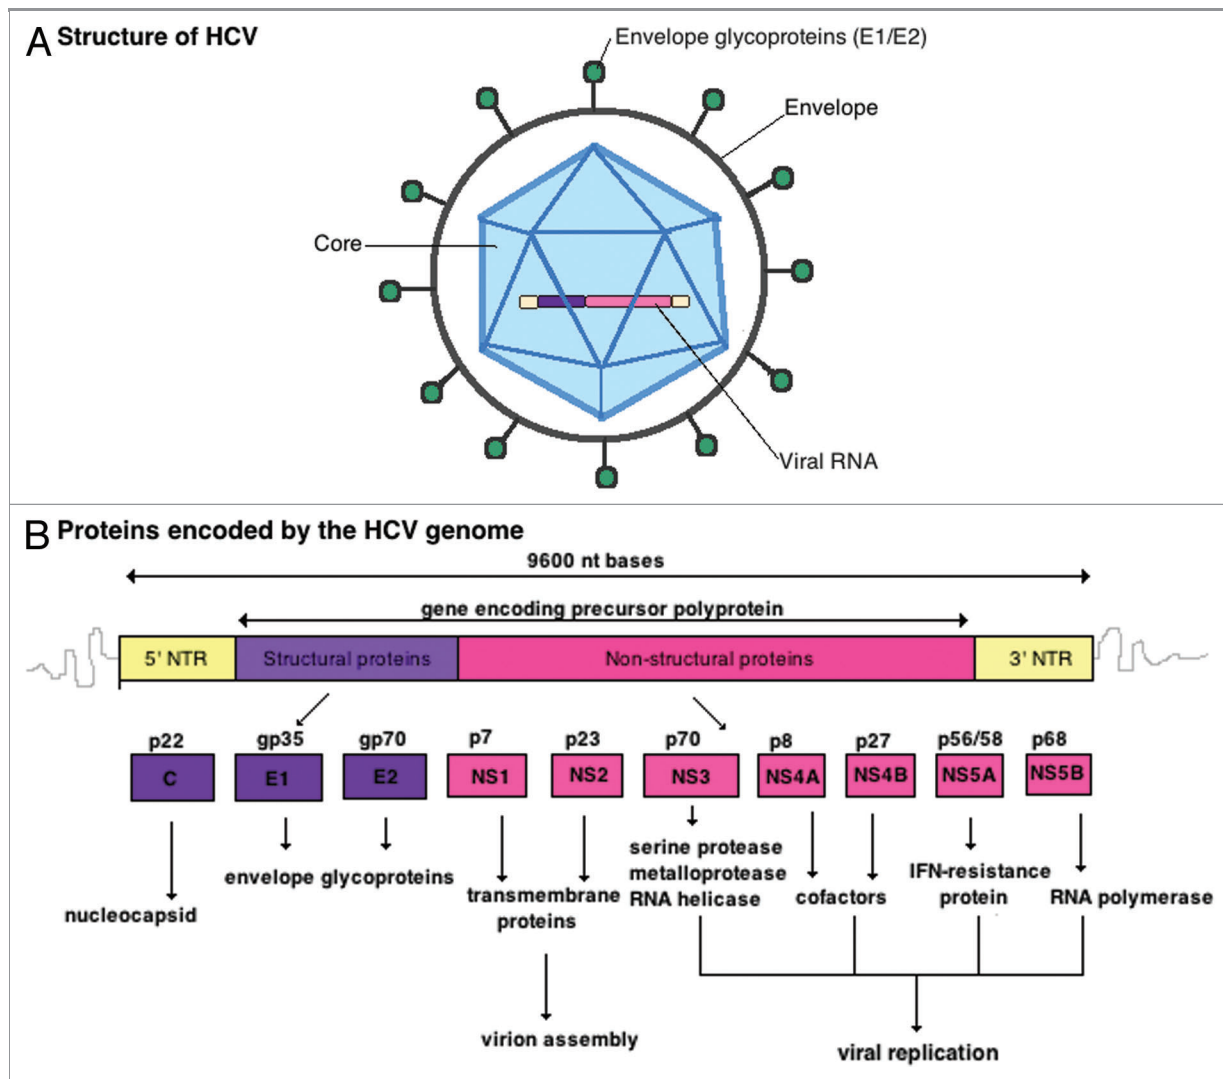 A Structure of HCV
Envelope glycoproteins (E1/E2)
Envelope
Core
Viral RNA
B Proteins encoded by the HCV genome
9600 nt bases
gene encoding precursor polyprotein
5' NTR Structural proteins Non-structural proteins 3' NTR
p22 gp35 gp70 p7 p23 p70 p8 p27 p56/58 p68
C E1 E2 NS1 NS2 NS3 NS4A NS4B NS5A NS5B
nucleocapsid
envelope glycoproteins
transmembrane
proteins
serine protease
metalloprotease
RNA helicase
cofactors
IFN-resistance
protein
RNA polymerase
virion assembly
viral replication